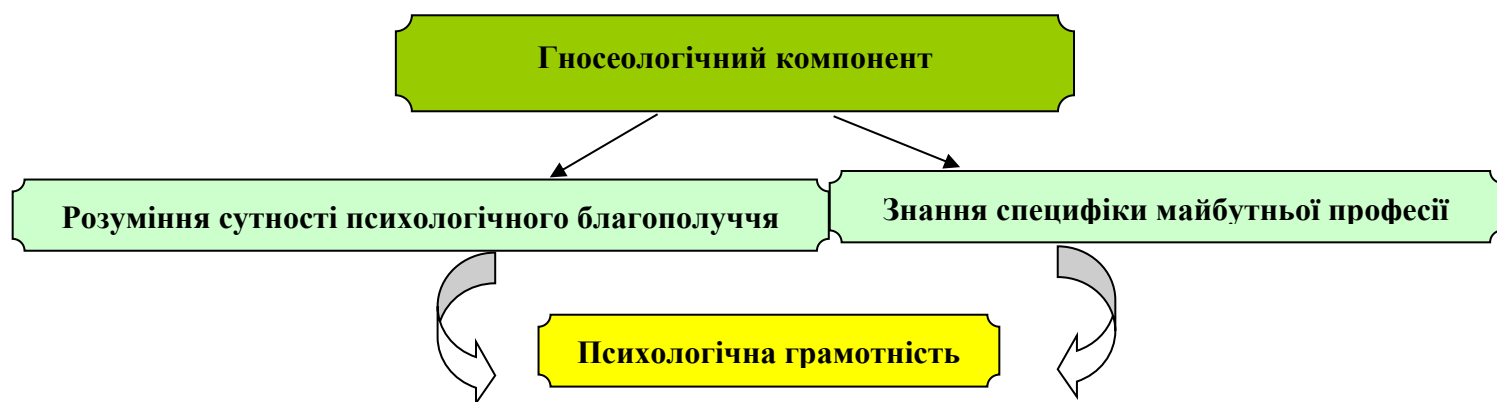 Гносеологічний компонент
Розуміння сутності психологічного благополуччя
Знання специфіки майбутньої професії
Психологічна грамотність